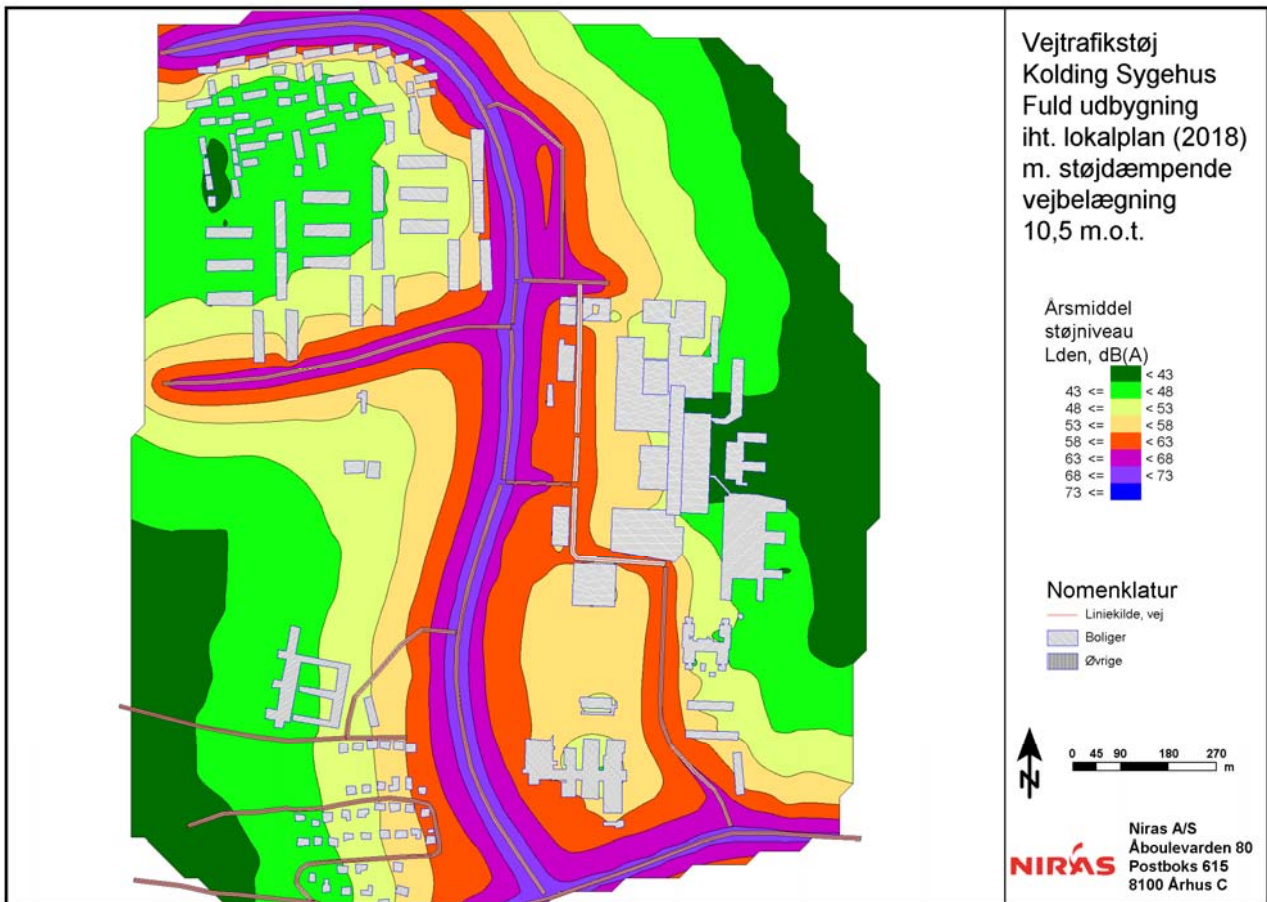 Vejtrafikstøj
Kolding Sygehus
Fuld udbygning
iht. lokalplan (2018)
m. støjdæmpende
vejbelægning
10,5 m.o.t.
Årsmiddel
støjniveau
Lden, dB(A)
< 43
43 <= < 48
48 <= < 53
53 <= < 58
58 <= < 63
63 <= < 68
68 <= < 73
73 <=
Nomenklatur
Liniekilde, vej
Boliger
Øvrige
N
0 45 90 180 270
m
NIRAS
Niras A/S
Åboulevarden 80
Postboks 615
8100 Århus C